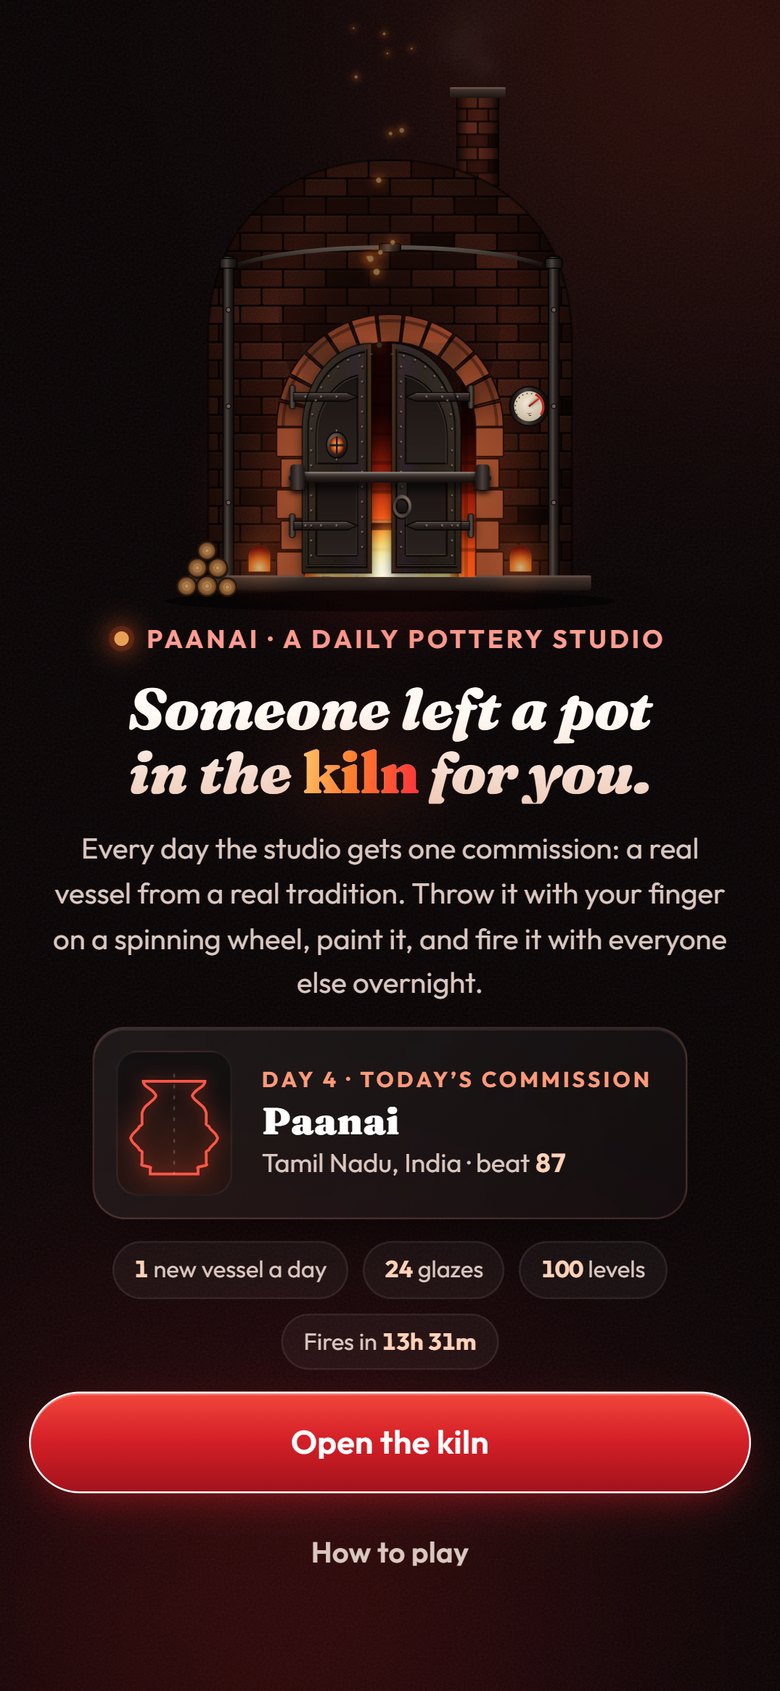 PAANAI · A DAILY POTTERY STUDIO
Someone left a pot
in the kiln for you.
Every day the studio gets one commission: a real
vessel from a real tradition. Throw it with your finger
on a spinning wheel, paint it, and fire it with everyone
else overnight.
DAY 4 · TODAY’S COMMISSION
Paanai
Tamil Nadu, India · beat 87
1 new vessel a day
24 glazes
100 levels
Fires in 13h 31m
Open the kiln
How to play